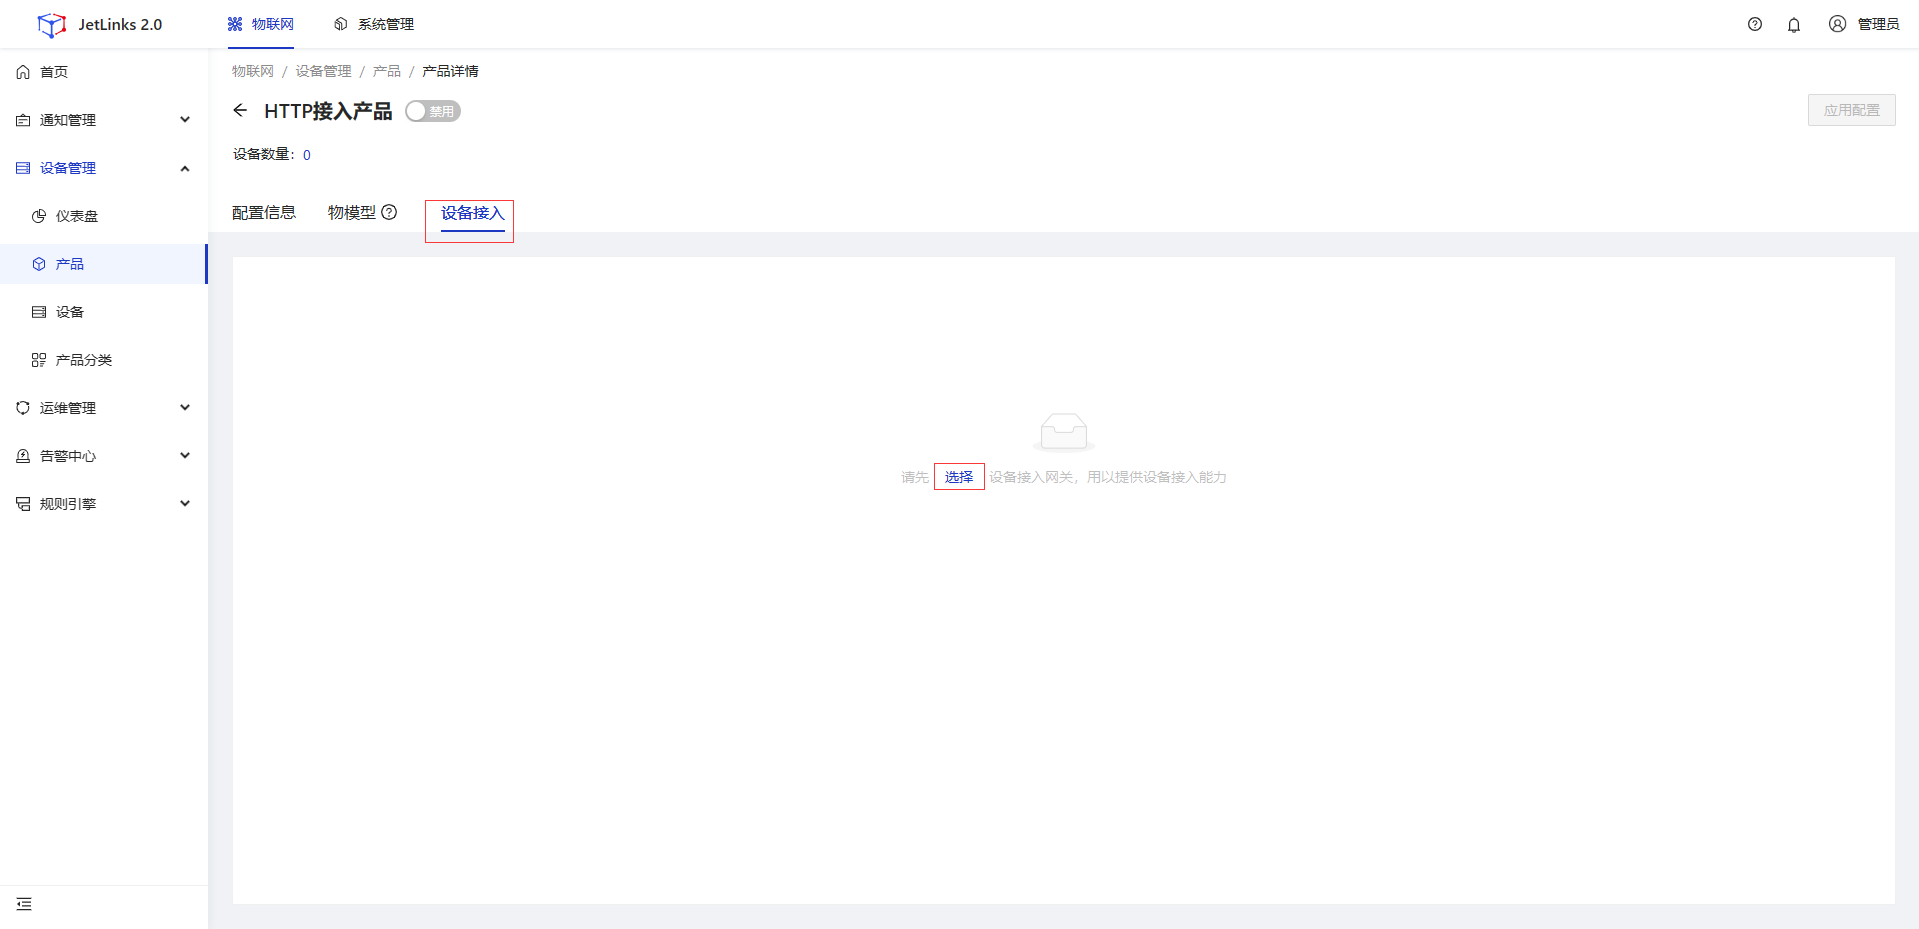 JetLinks 2.0
物联网
系统管理
管理员
首页
通知管理
设备管理
仪表盘
产品
设备
产品分类
运维管理
告警中心
规则引擎
物联网 / 设备管理 / 产品 / 产品详情
HTTP接入产品 禁用
应用配置
设备数量： 0
配置信息 物模型 设备接入
请先 选择 设备接入网关，用以提供设备接入能力